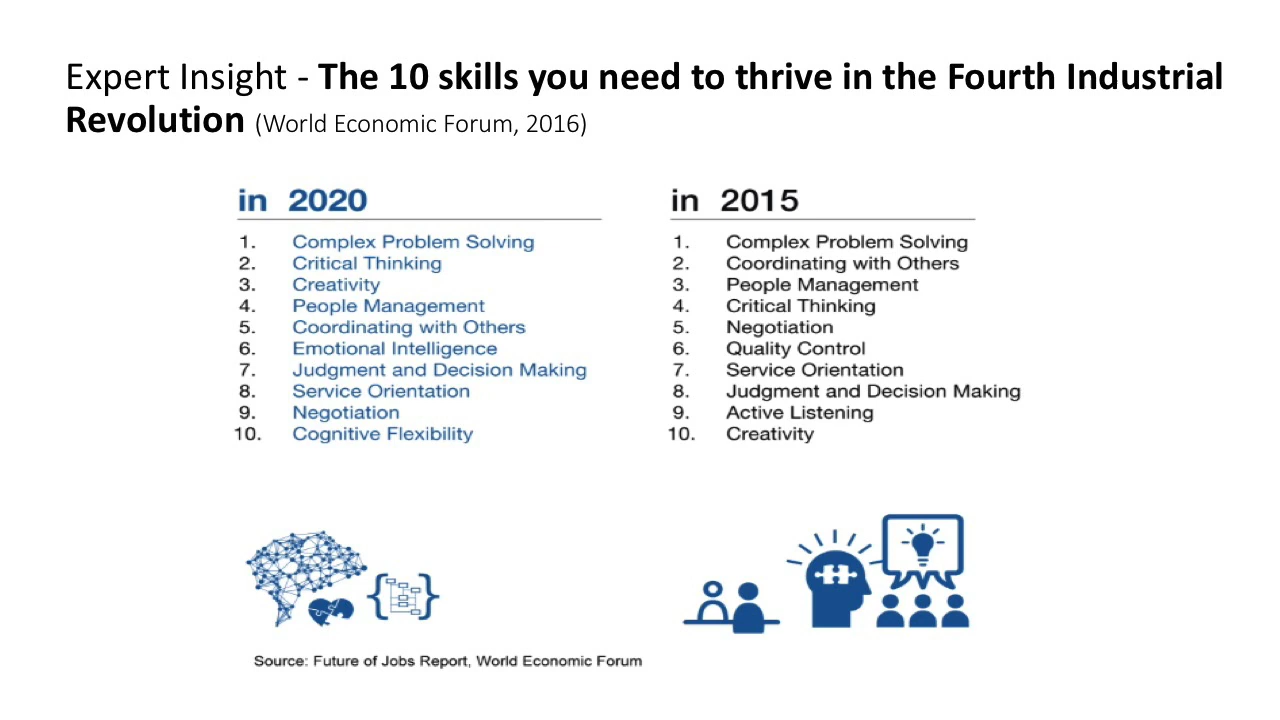 Expert Insight - The 10 skills you need to thrive in the Fourth Industrial
Revolution (World Economic Forum, 2016)
in 2020
1. Complex Problem Solving
2. Critical Thinking
3. Creativity
4. People Management
5. Coordinating with Others
6. Emotional Intelligence
7. Judgment and Decision Making
8. Service Orientation
9. Negotiation
10. Cognitive Flexibility
in 2015
1. Complex Problem Solving
2. Coordinating with Others
3. People Management
4. Critical Thinking
5. Negotiation
6. Quality Control
7. Service Orientation
8. Judgment and Decision Making
9. Active Listening
10. Creativity
Source: Future of Jobs Report, World Economic Forum